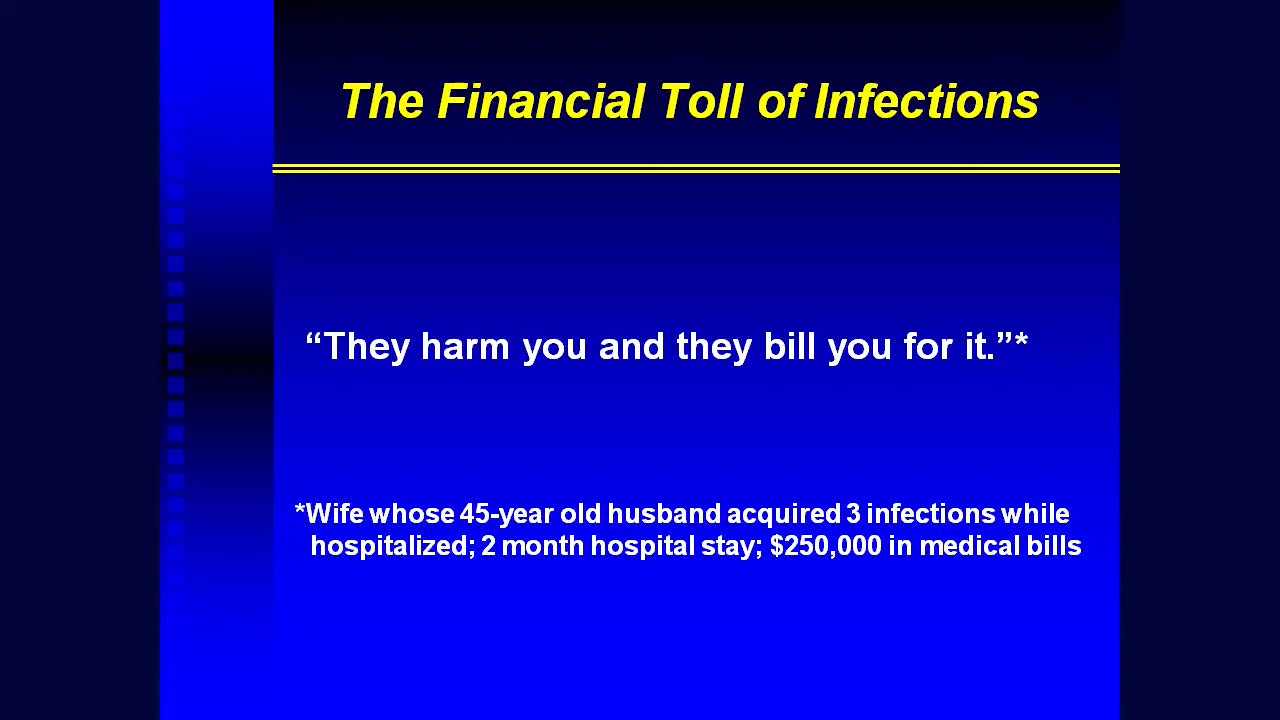 The Financial Toll of Infections
“They harm you and they bill you for it.”*
*Wife whose 45-year old husband acquired 3 infections while
hospitalized; 2 month hospital stay; $250,000 in medical bills